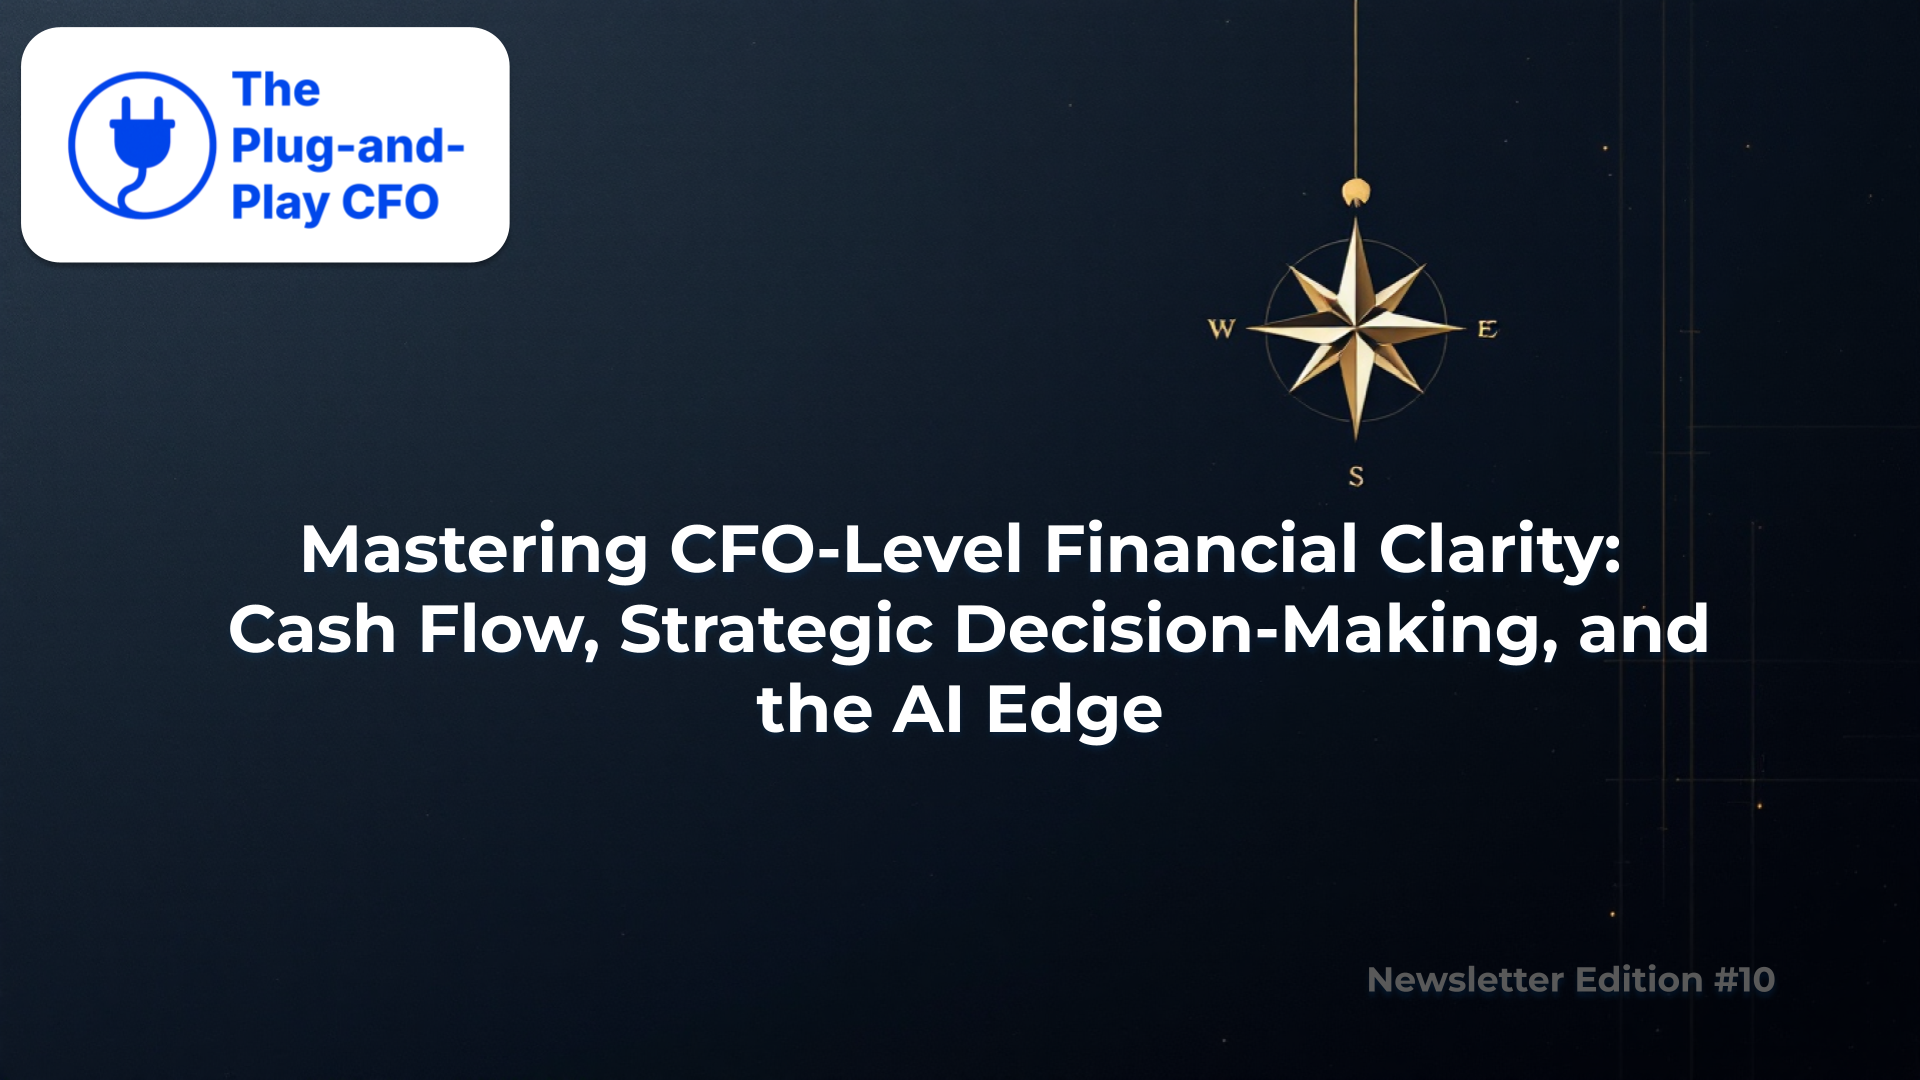 The
Plug-and-
Play CFO
W
E
S
Mastering CFO-Level Financial Clarity:
Cash Flow, Strategic Decision-Making, and
the AI Edge
Newsletter Edition #10